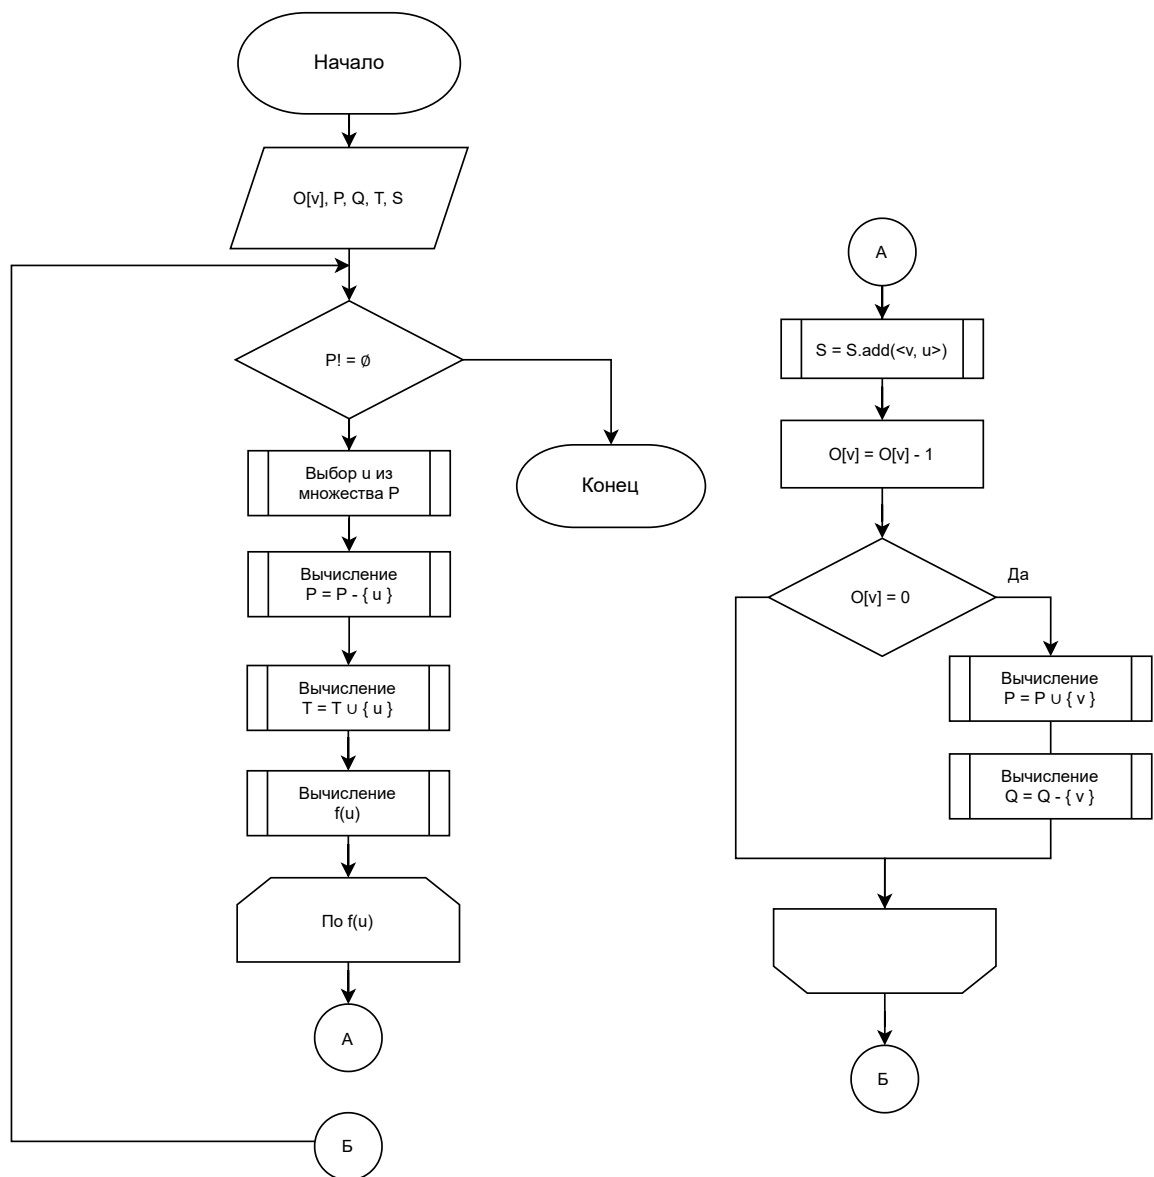 Начало
O[v], P, Q, T, S
P! = ∅
Выбор u из
множества P
Вычисление
P = P - { u }
Вычисление
T = T ∪ { u }
Вычисление
f(u)
По f(u)
А
Б
Конец
А
S = S.add(<v, u>)
O[v] = O[v] - 1
O[v] = 0
Да
Вычисление
P = P ∪ { v }
Вычисление
Q = Q - { v }
Б